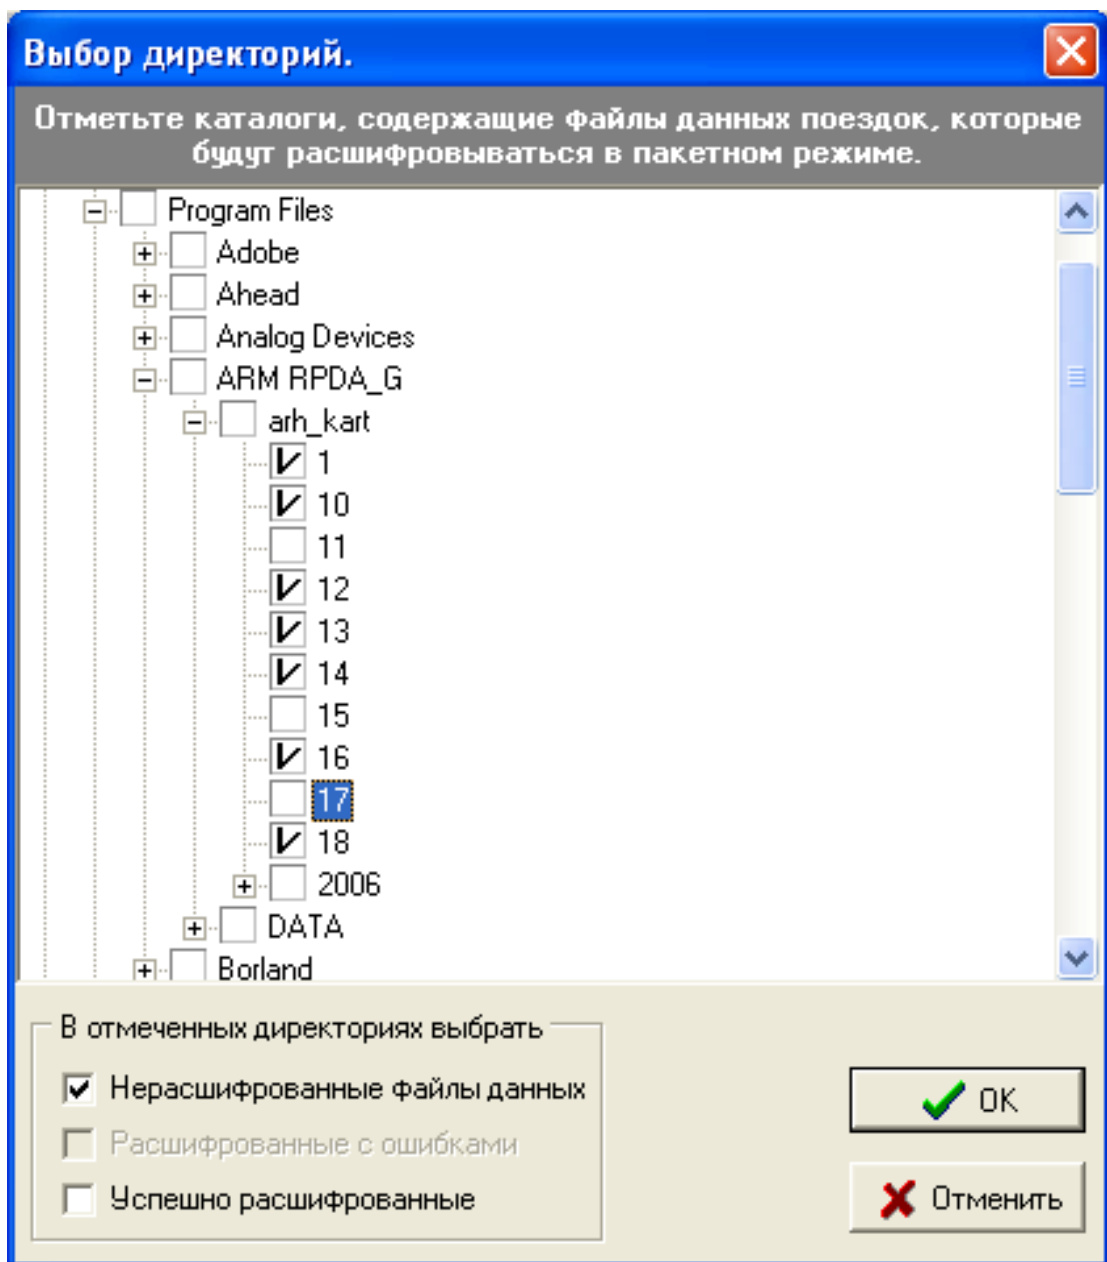 Выбор директорий.
Отметьте каталоги, содержащие файлы данных поездок, которые
будут расшифровываться в пакетном режиме.
Program Files
Adobe
Ahead
Analog Devices
ARM RPDA_G
arh_kart
1
10
11
12
13
14
15
16
17
18
2006
DATA
Borland
В отмеченных директориях выбрать
Нерасшифрованные файлы данных
Расшифрованные с ошибками
Успешно расшифрованные
OK
Отменить